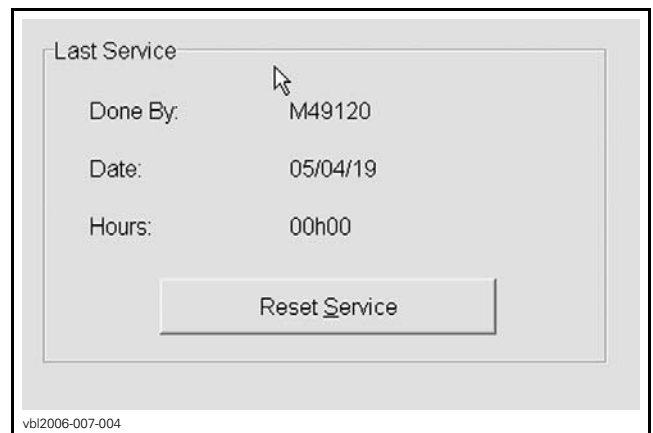 Last Service
Done By: M49120
Date: 05/04/19
Hours: 00h00
Reset Service
vbl2006-007-004